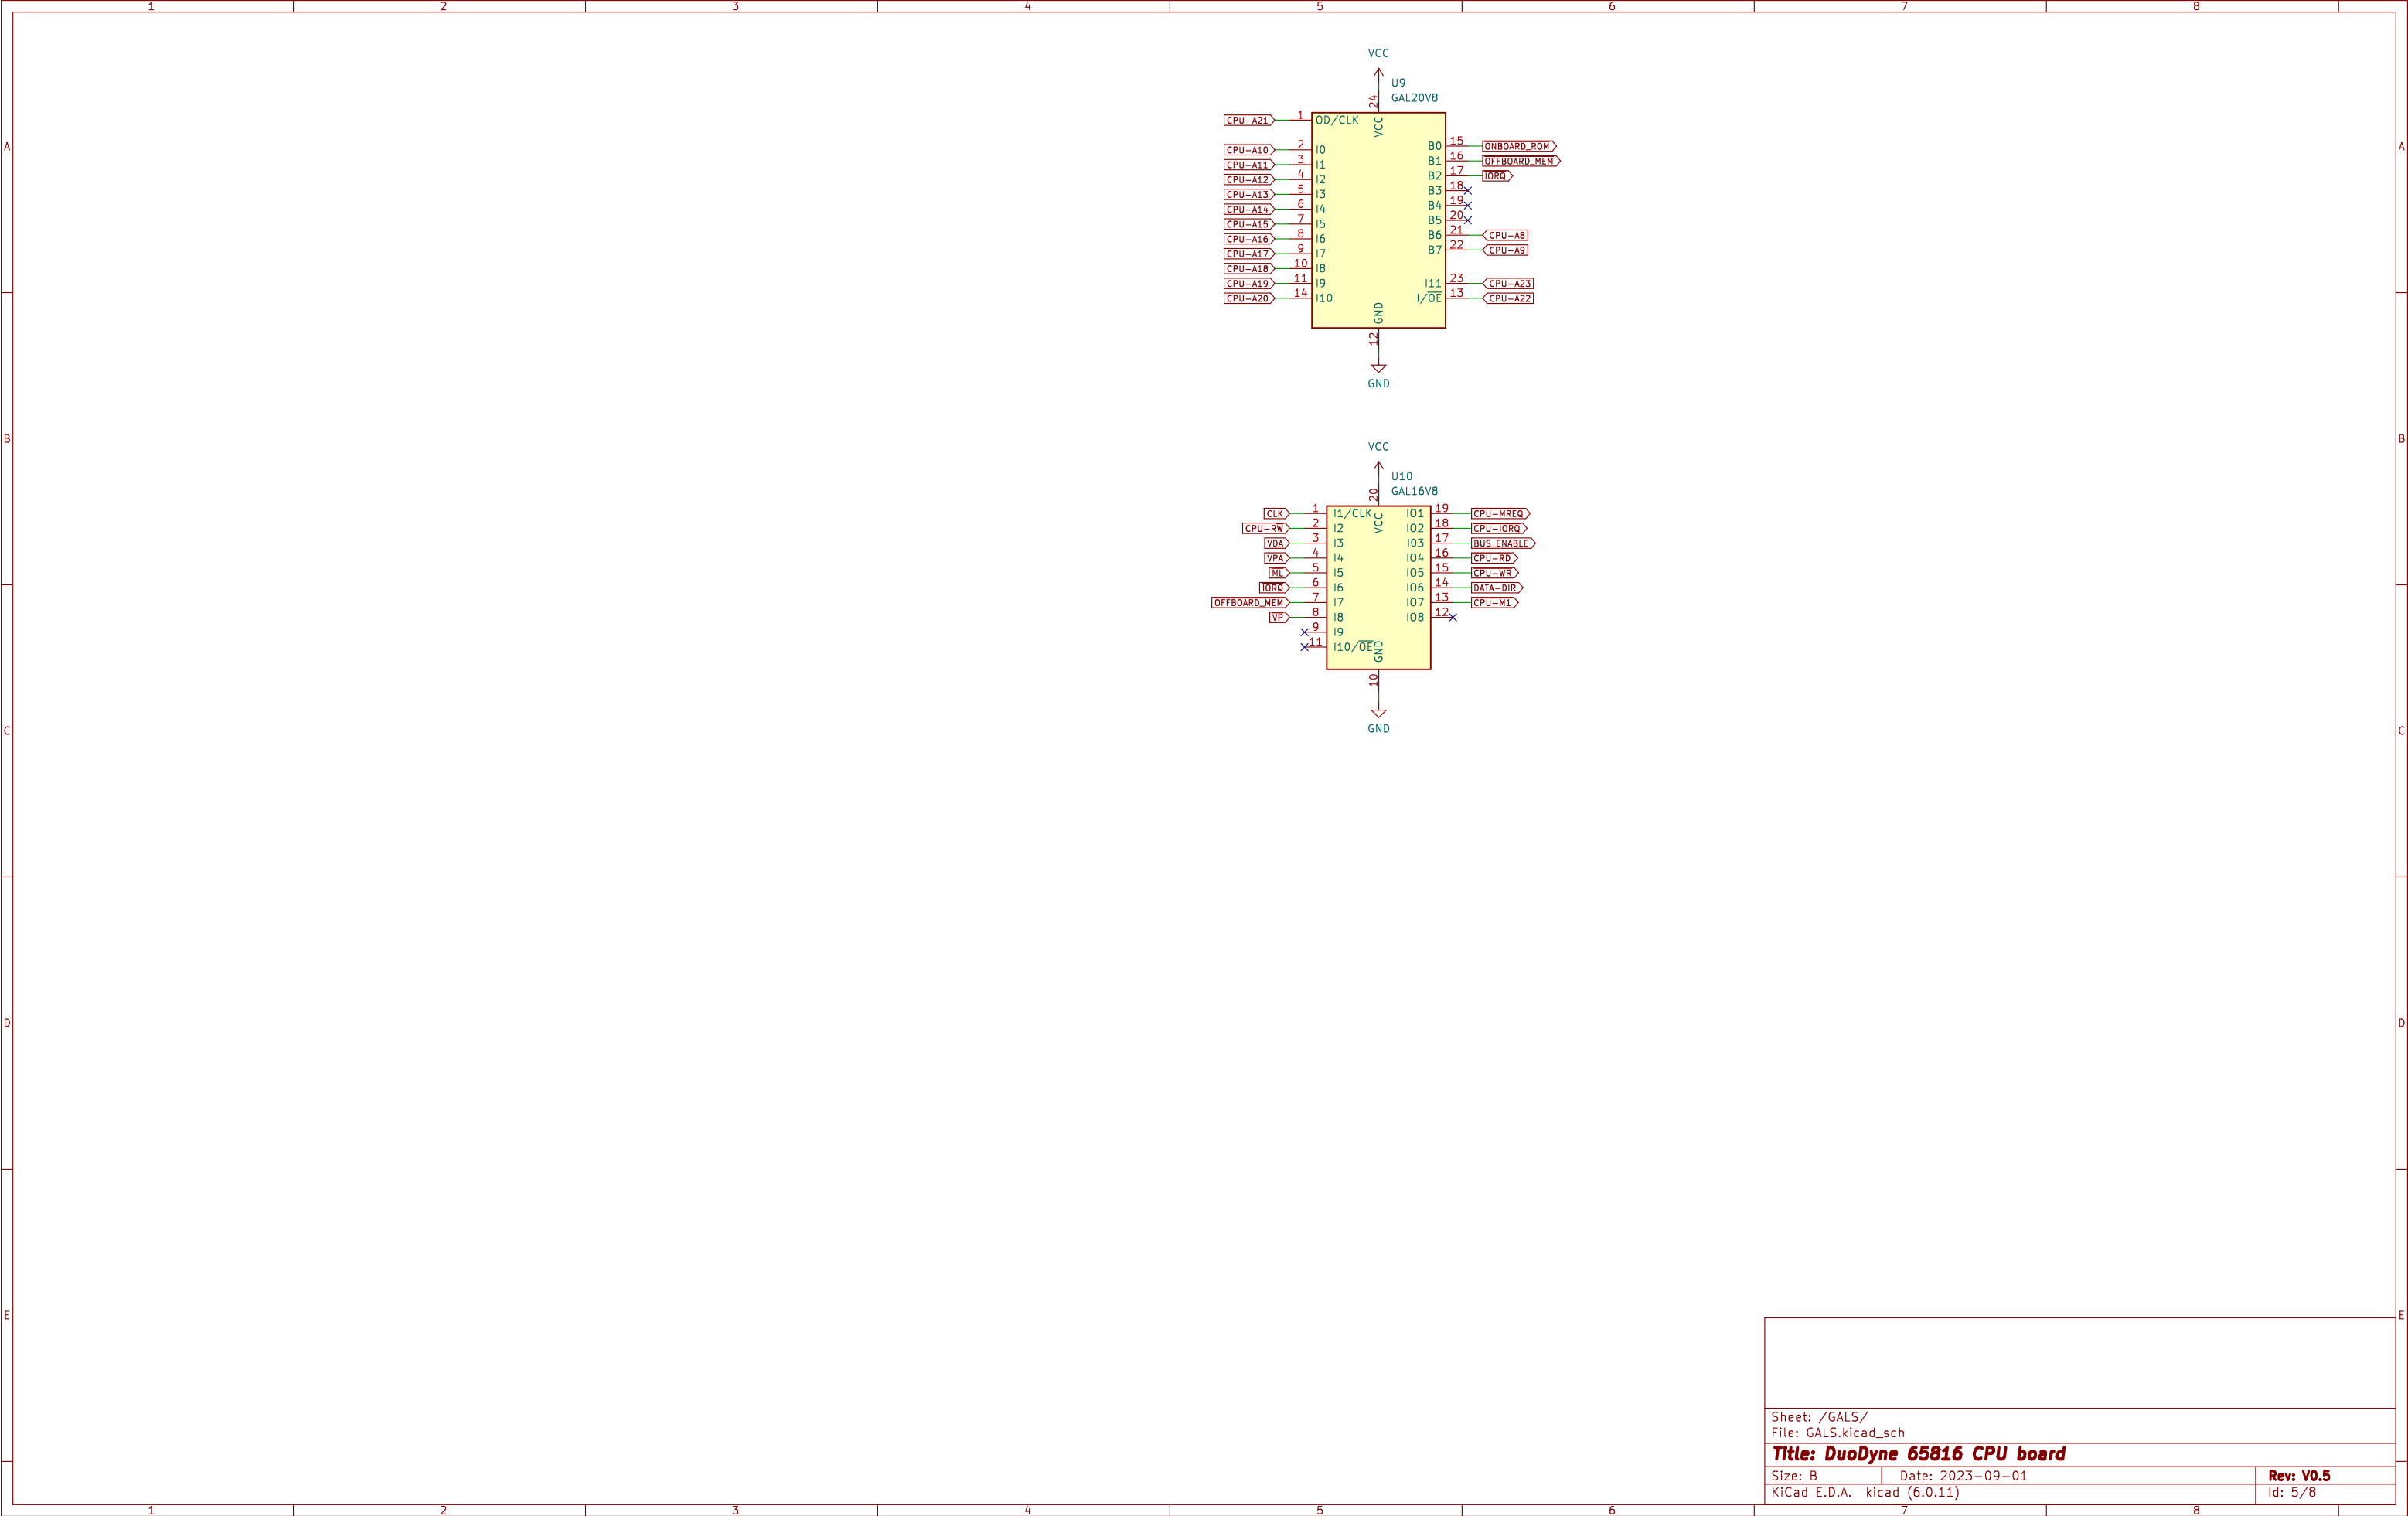 1 2 3 4 5 6 7 8
VCC
U9
GAL20V8
24
VCC
CPU-A21 1 OD/CLK
A A
B0 15 ONBOARD_ROM
CPU-A10 2 I0
B1 16 OFFBOARD_MEM
CPU-A11 3 I1
B2 17 IORQ
CPU-A12 4 I2
B3 18
CPU-A13 5 I3
B4 19
CPU-A14 6 I4
B5 20
CPU-A15 7 I5
B6 21 CPU-A8
CPU-A16 8 I6
B7 22 CPU-A9
CPU-A17 9 I7
CPU-A18 10 I8
CPU-A19 11 I9 I11 23 CPU-A23
CPU-A20 14 I10 I/OE 13 CPU-A22
GND
12
GND
B B
VCC
U10
GAL16V8
20
VCC
CLK 1 I1/CLK IO1 19 CPU-MREQ
CPU-RW 2 I2 IO2 18 CPU-IORQ
VDA 3 I3 I03 17 BUS_ENABLE
VPA 4 I4 IO4 16 CPU-RD
ML 5 I5 IO5 15 CPU-WR
IORQ 6 I6 IO6 14 DATA-DIR
OFFBOARD_MEM 7 I7 IO7 13 CPU-M1
VP 8 I8 IO8 12
9 I9
11 I10/OE
GND
10
GND
C C
D D
E E
Sheet: /GALS/
File: GALS.kicad_sch
Title: DuoDyne 65816 CPU board
Size: B Date: 2023-09-01 Rev: V0.5
KiCad E.D.A. kicad (6.0.11) Id: 5/8
1 2 3 4 5 6 7 8